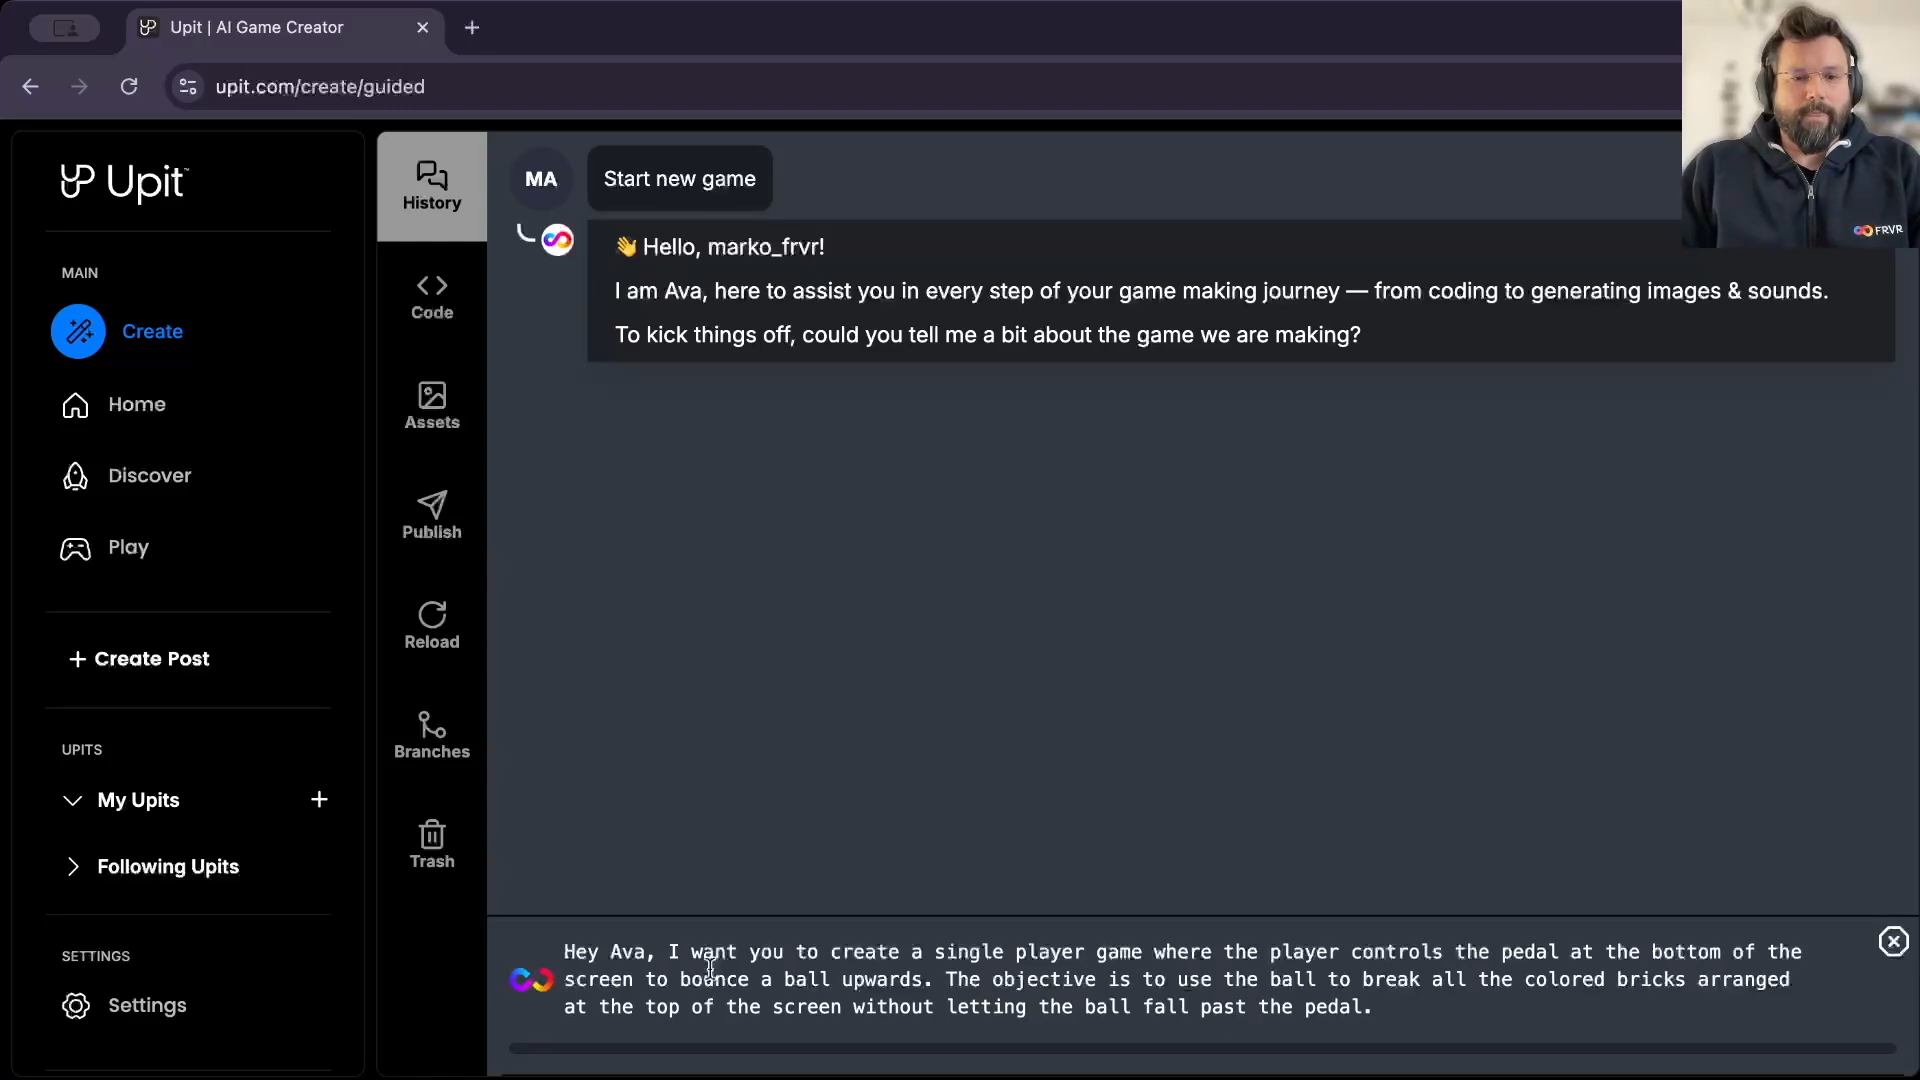 Upit | AI Game Creator
upit.com/create/guided
FRVR
Upit
MAIN
Create
Home
Discover
Play
+ Create Post
UPITS
My Upits
Following Upits
SETTINGS
Settings
History
Code
Assets
Publish
Reload
Branches
Trash
MA
Start new game
👋 Hello, marko_frvr!
I am Ava, here to assist you in every step of your game making journey — from coding to generating images & sounds.
To kick things off, could you tell me a bit about the game we are making?
Hey Ava, I want you to create a single player game where the player controls the pedal at the bottom of the
screen to bounce a ball upwards. The objective is to use the ball to break all the colored bricks arranged
at the top of the screen without letting the ball fall past the pedal.